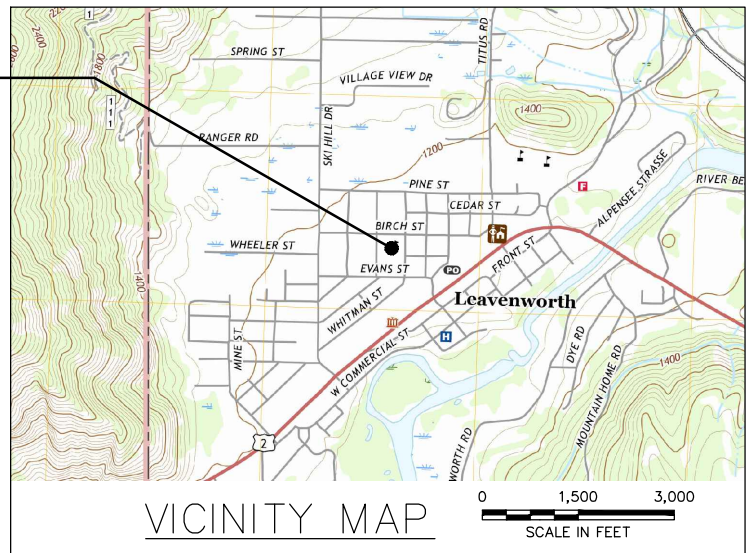 2400
1800
1
1
1
1
SPRING ST
TITUS RD
VILLAGE VIEW DR
SKI HILL DR
1400
RANGER RD
1200
ALPENSEE STRASSE
PINE ST
F
RIVER BE
CEDAR ST
BIRCH ST
WHEELER ST
FRONT ST
EVANS ST
PO
1400
Leavenworth
WHITMAN ST
MINE ST
H
W COMMERCIAL ST
DYE RD
MOUNTAIN HOME RD
1400
2
WORTH RD
VICINITY MAP
0 1,500 3,000
SCALE IN FEET